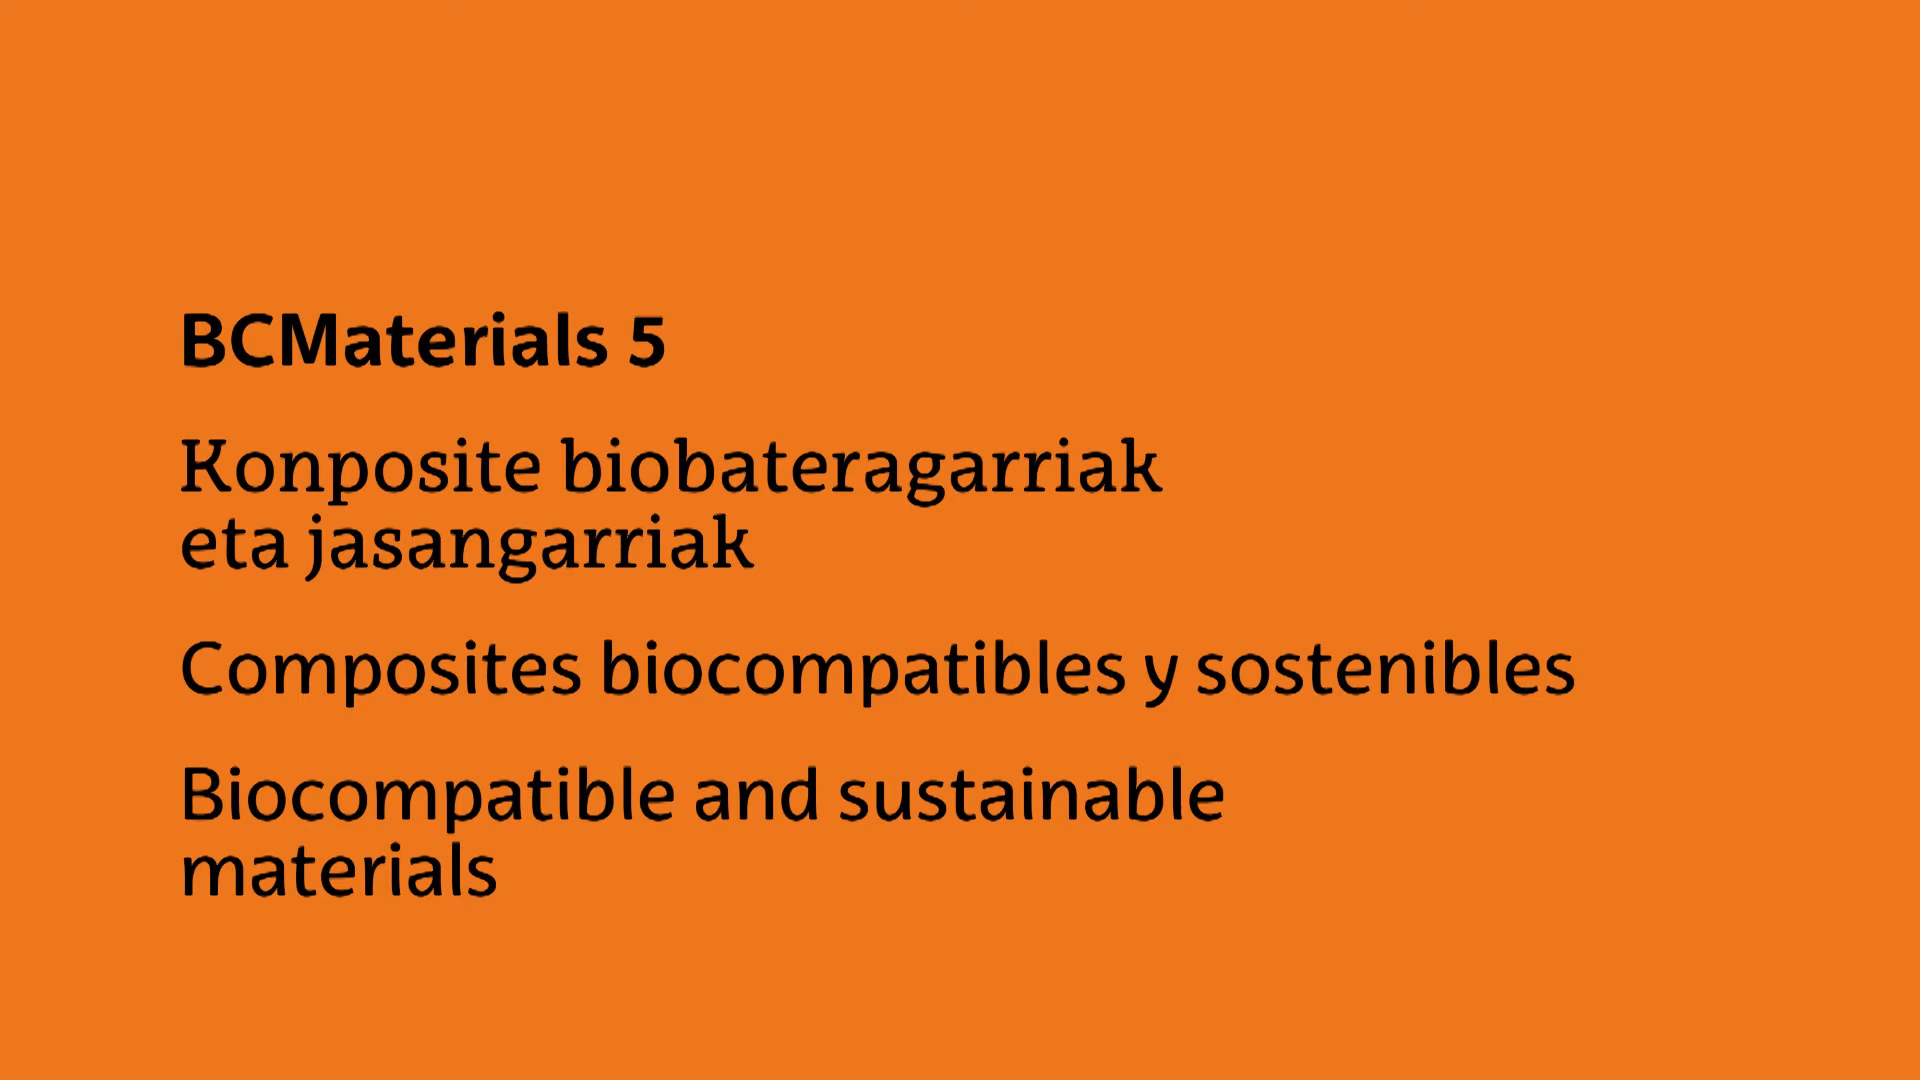 BCMaterials 5
Konposite biobateragarriak
eta jasangarriak
Composites biocompatibles y sostenibles
Biocompatible and sustainable
materials